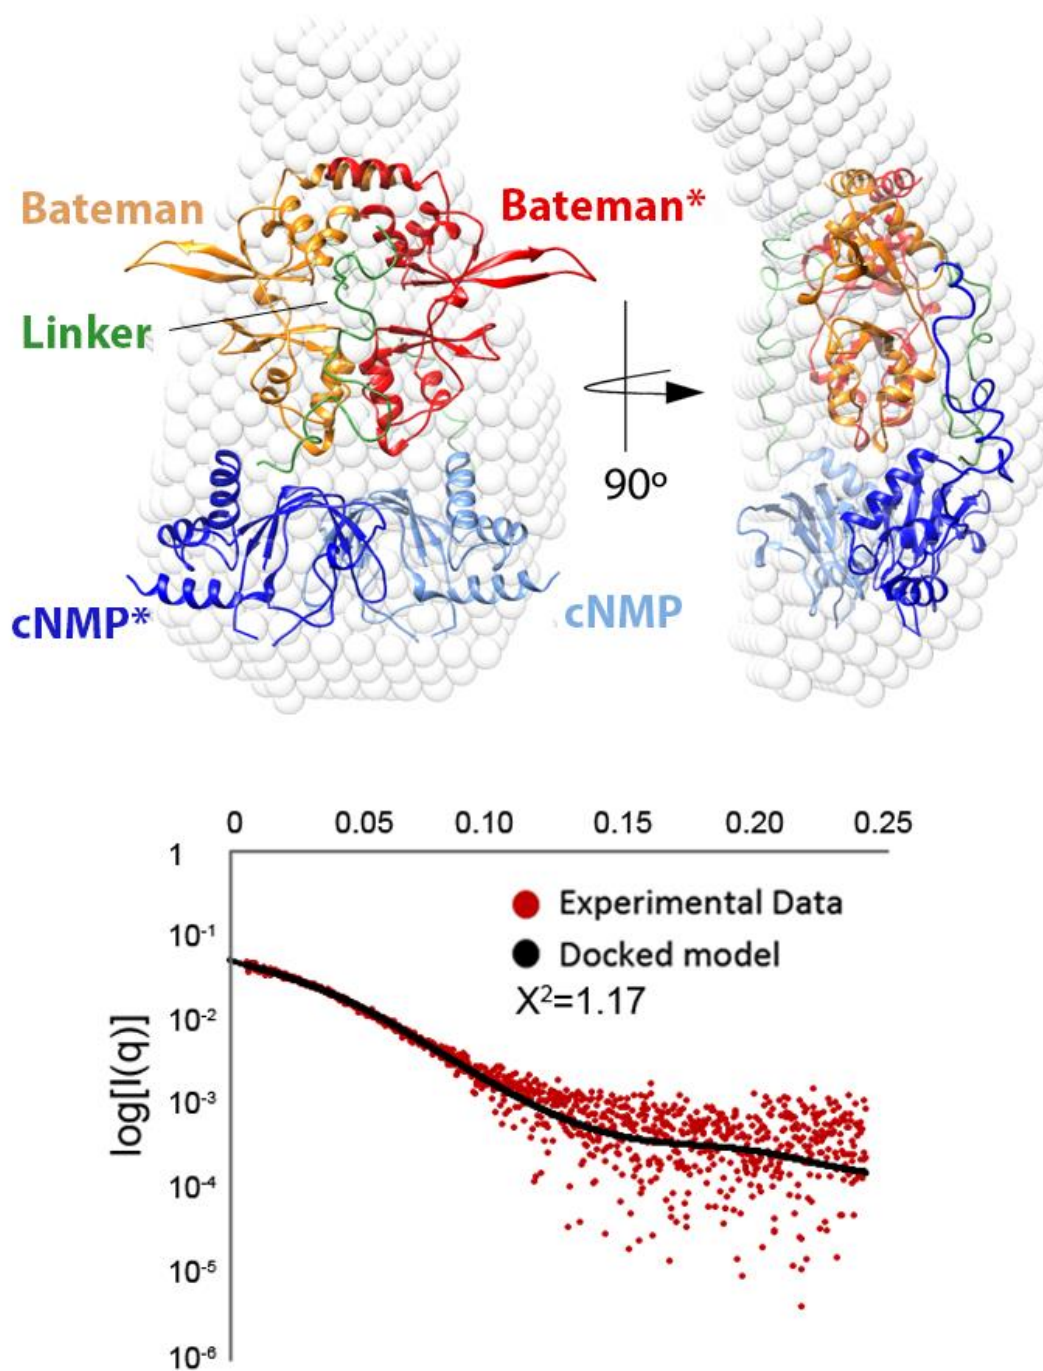 Bateman
Bateman*
Linker
90º
cNMP*
cNMP
0 0.05 0.10 0.15 0.20 0.25
1
10-1
10-2
10-3
10-4
10-5
10-6
log[I(q)]
Experimental Data
Docked model
X2=1.17